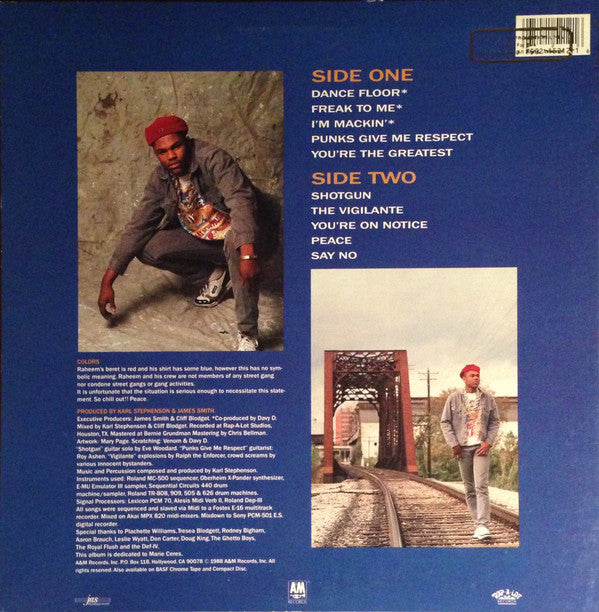 SIDE ONE
DANCE FLOOR*
FREAK TO ME*
I'M MACKIN'*
PUNKS GIVE ME RESPECT
YOU'RE THE GREATEST
SIDE TWO
SHOTGUN
THE VIGILANTE
YOU'RE ON NOTICE
PEACE
SAY NO
COLORS
Raheem's beret is red and his shirt has some blue, however this has no sym-
bolic meaning. Raheem and his crew are not members of any street gang
nor condone street gangs or gang activities.
It is unfortunate that the situation is serious enough to necessitate this state-
ment. So chill out!! Peace.
PRODUCED BY KARL STEPHENSON & JAMES SMITH.
Executive Producers: James Smith & Cliff Blodget. *Co-produced by Davy D.
Mixed by Karl Stephenson & Cliff Blodget. Recorded at Rap-A-Lot Studios,
Houston, TX. Mastered at Bernie Grundman Mastering by Chris Bellman.
Artwork: Mary Page. Scratching: Venom & Davy D.
"Shotgun" guitar solo by Eve Woodard. "Punks Give Me Respect" guitarist:
Roy Ashen. "Vigilante" explosions by Ralph the Enforcer, crowd screams by
various innocent bystanders.
Music and Percussion composed and produced by Karl Stephenson.
Instruments used: Roland MC-500 sequencer, Oberheim X-Pander synthesizer,
E-MU Emulator III sampler, Sequential Circuits 440 drum
machine/sampler, Roland TR-808, 909, 505 & 626 drum machines.
Signal Processors: Lexicon PCM 70, Alesis Midi Verb II, Roland Dep-III
All songs were sequenced and slaved via Midi to a Fostex E-16 multitrack
recorder. Mixed on Akai MPX 820 midi-mixers. Mixdown to Sony PCM-501 E.S.
digital recorder.
Special thanks to Plachette Williams, Tresea Blodgett, Rodney Bigham,
Aaron Brauch, Leslie Wyatt, Don Carter, Doug King, The Ghetto Boys,
The Royal Flush and the Def-IV.
This album is dedicated to Marie Ceres.
A&M Records, Inc. P.O. Box 118, Hollywood, CA 90078 © 1988 A&M Records, Inc. All
rights reserved. Also available on BASF Chrome Tape and Compact Disc.
A&M
RECORDS
RAP-A-LOT
RECORDS